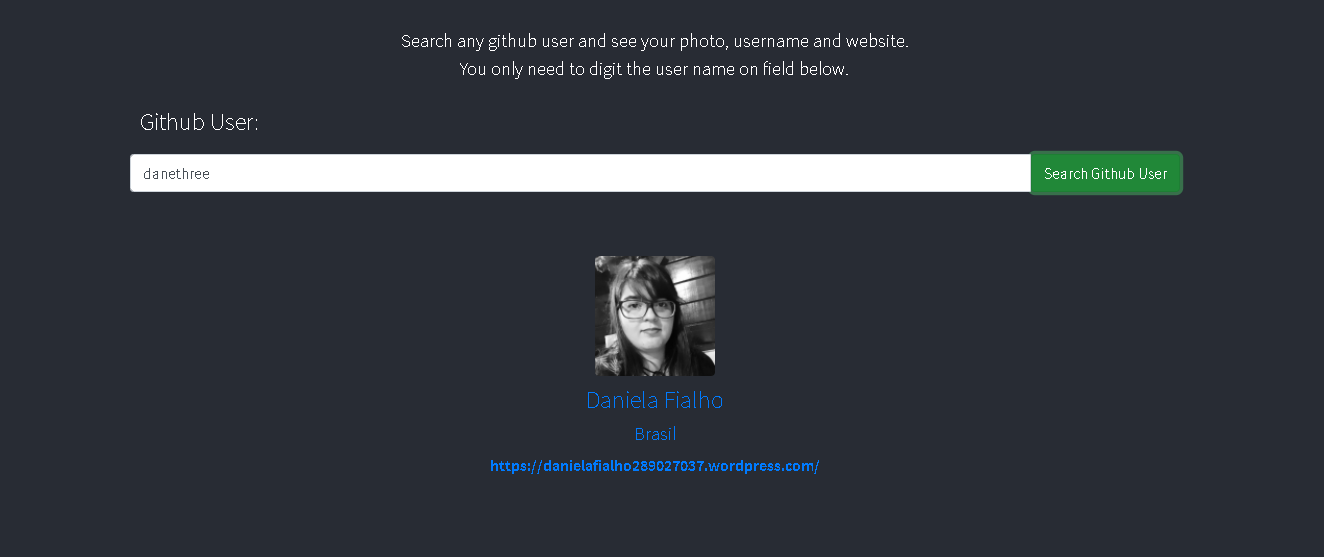 Search any github user and see your photo, username and website.
You only need to digit the user name on field below.
Github User:
danethree
Search Github User
Daniela Fialho
Brasil
https://danielafialho289027037.wordpress.com/